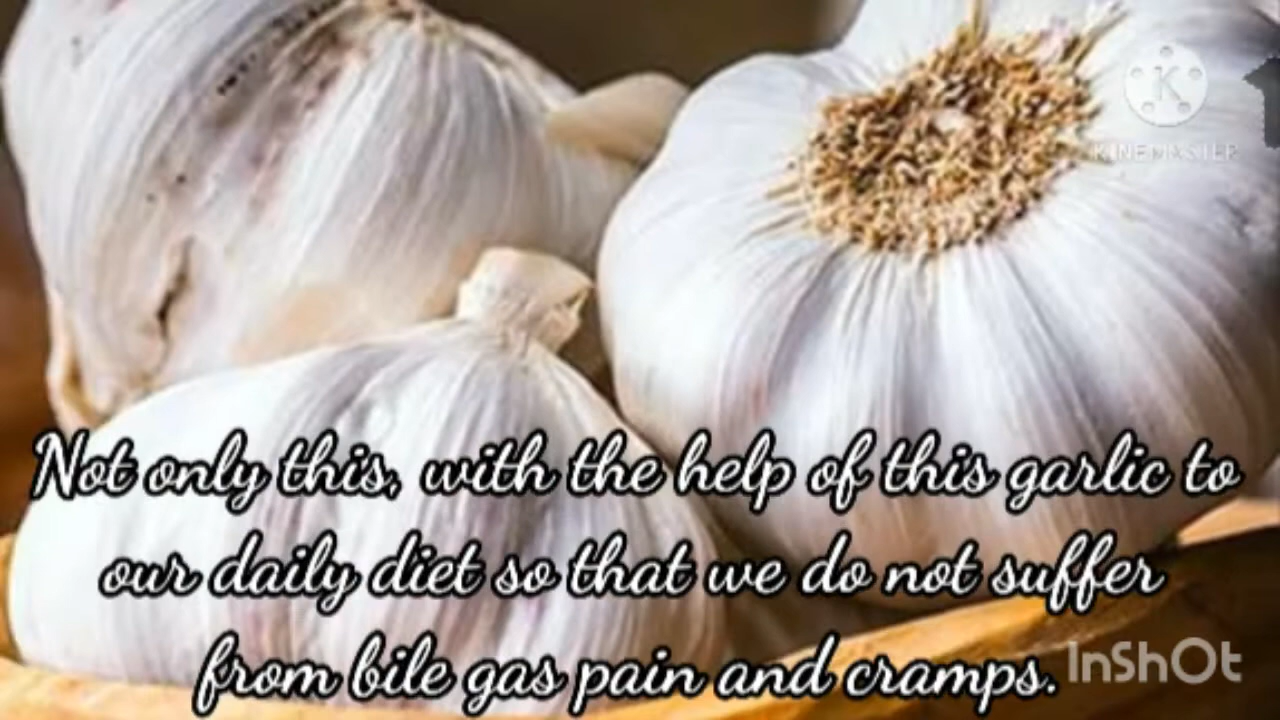 K
KINEMASTER
Not only this, with the help of this garlic to
our daily diet so that we do not suffer
from bile gas pain and cramps.
InShOt